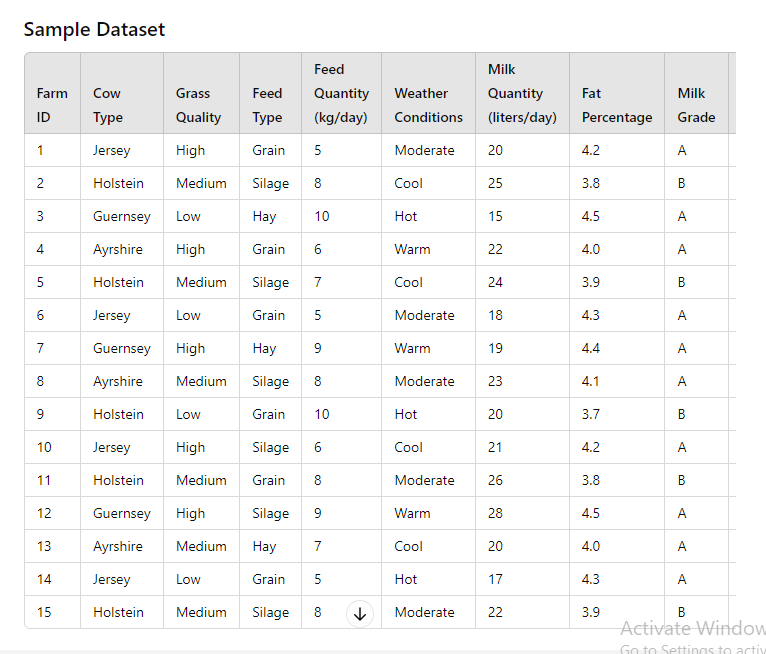 Sample Dataset
Farm ID Cow Type Grass Quality Feed Type Feed Quantity (kg/day) Weather Conditions Milk Quantity (liters/day) Fat Percentage Milk Grade
1 Jersey High Grain 5 Moderate 20 4.2 A
2 Holstein Medium Silage 8 Cool 25 3.8 B
3 Guernsey Low Hay 10 Hot 15 4.5 A
4 Ayrshire High Grain 6 Warm 22 4.0 A
5 Holstein Medium Silage 7 Cool 24 3.9 B
6 Jersey Low Grain 5 Moderate 18 4.3 A
7 Guernsey High Hay 9 Warm 19 4.4 A
8 Ayrshire Medium Silage 8 Moderate 23 4.1 A
9 Holstein Low Grain 10 Hot 20 3.7 B
10 Jersey High Silage 6 Cool 21 4.2 A
11 Holstein Medium Grain 8 Moderate 26 3.8 B
12 Guernsey High Silage 9 Warm 28 4.5 A
13 Ayrshire Medium Hay 7 Cool 20 4.0 A
14 Jersey Low Grain 5 Hot 17 4.3 A
15 Holstein Medium Silage 8 Moderate 22 3.9 B
Activate Window
Go to Settings to activ